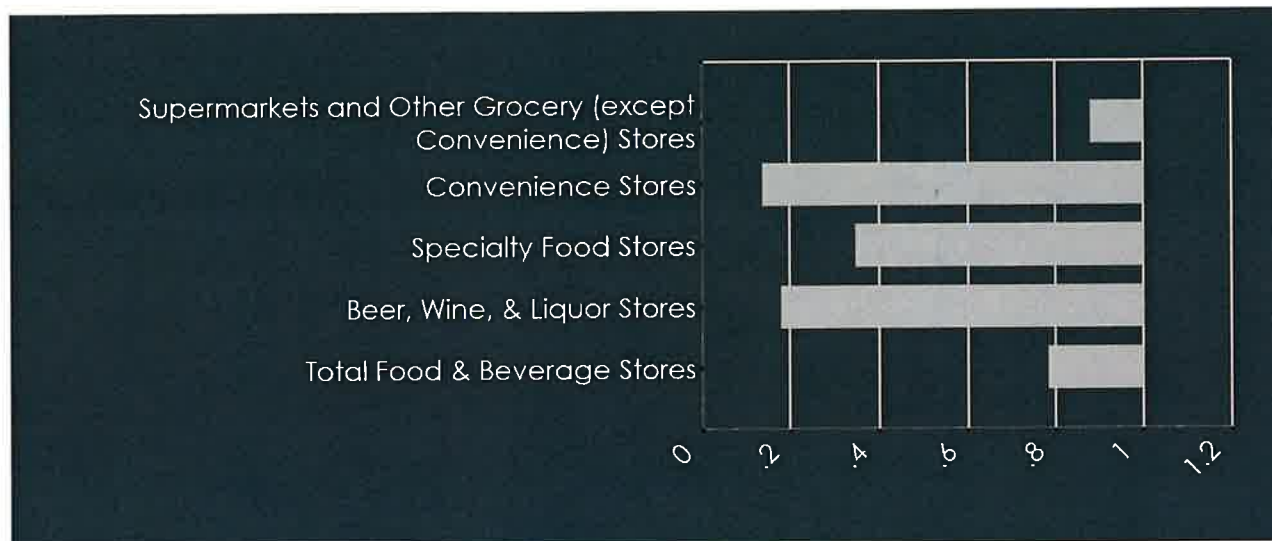 Supermarkets and Other Grocery (except
Convenience) Stores
Convenience Stores
Specialty Food Stores
Beer, Wine, & Liquor Stores
Total Food & Beverage Stores
0
.2
.4
.6
.8
1
1.2